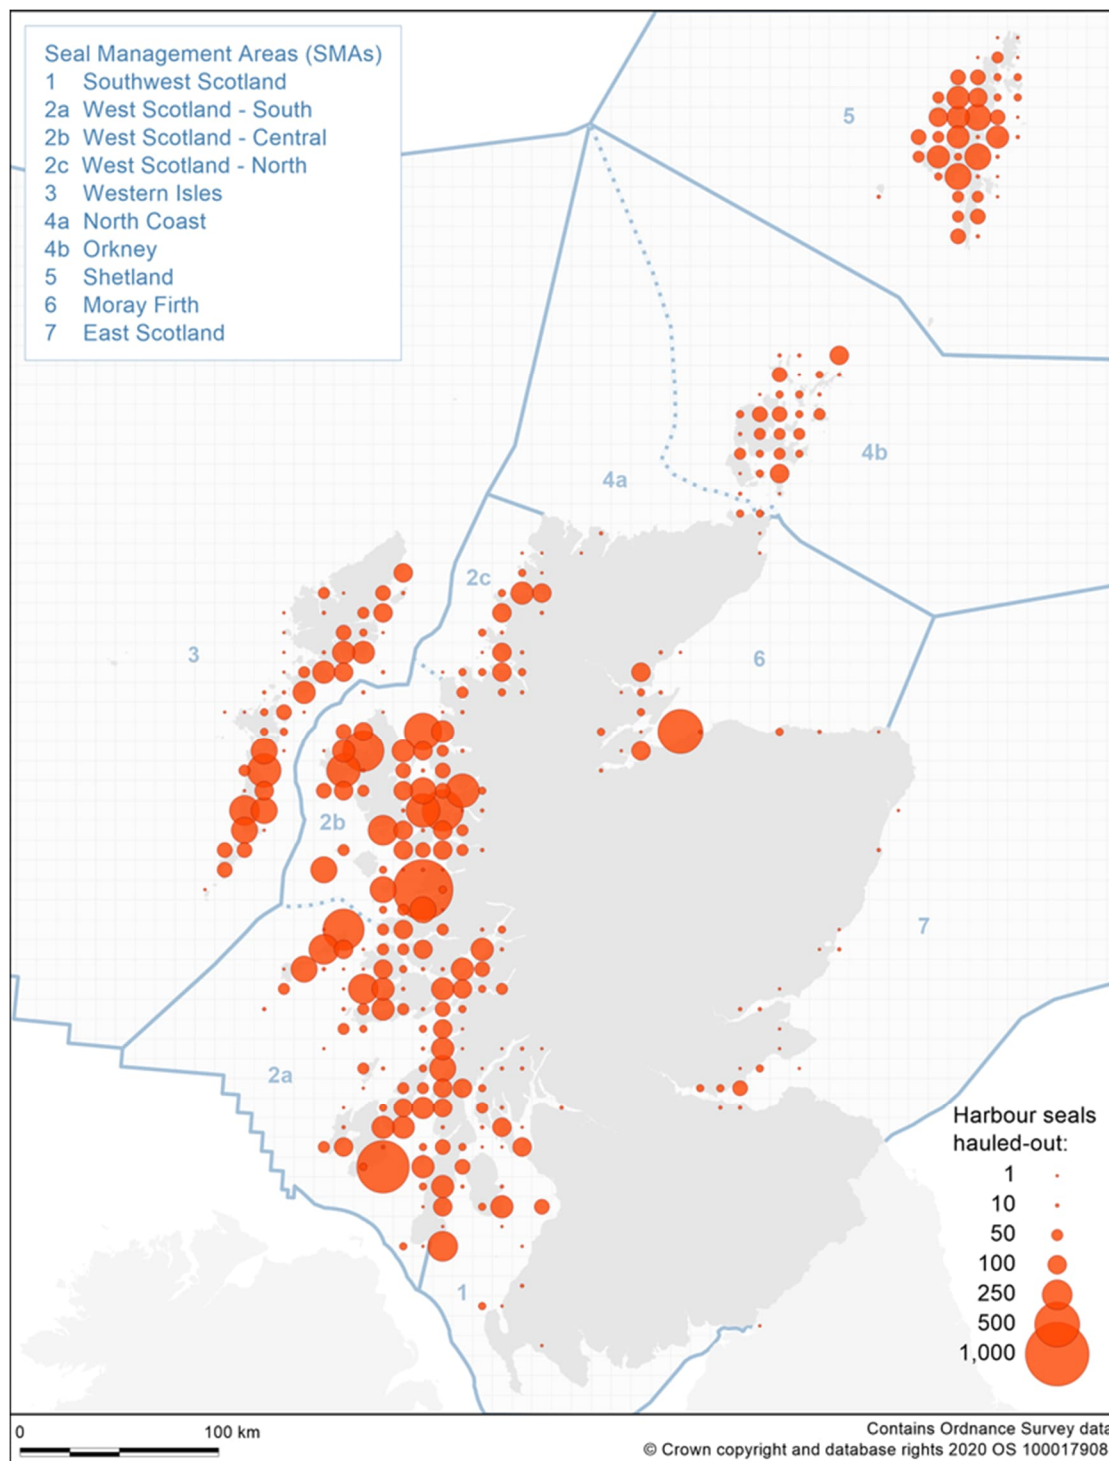 Seal Management Areas (SMAs)
1 Southwest Scotland
2a West Scotland - South
2b West Scotland - Central
2c West Scotland - North
3 Western Isles
4a North Coast
4b Orkney
5 Shetland
6 Moray Firth
7 East Scotland
5
4b
4a
2c
3
6
2b
7
2a
1
Harbour seals
hauled-out:
1
10
50
100
250
500
1,000
0 100 km
Contains Ordnance Survey data
© Crown copyright and database rights 2020 OS 100017908